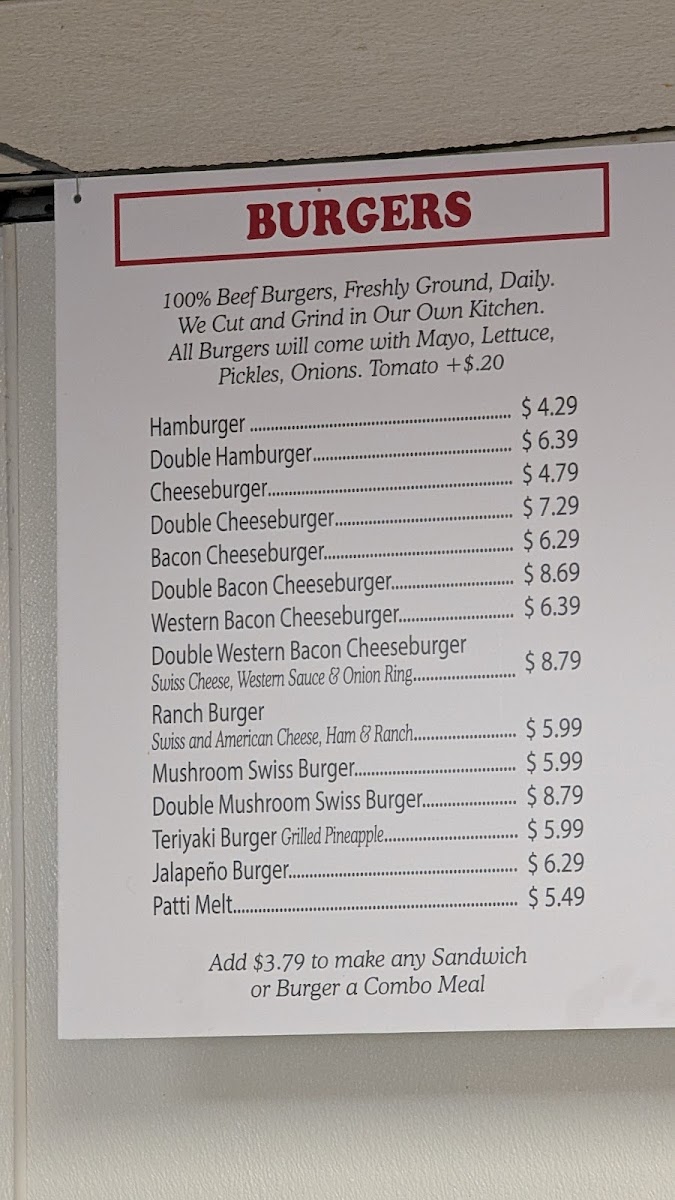 BURGERS
100% Beef Burgers, Freshly Ground, Daily.
We Cut and Grind in Our Own Kitchen.
All Burgers will come with Mayo, Lettuce,
Pickles, Onions. Tomato +$.20
Hamburger.......... $ 4.29
Double Hamburger.......... $ 6.39
Cheeseburger.......... $ 4.79
Double Cheeseburger.......... $ 7.29
Bacon Cheeseburger.......... $ 6.29
Double Bacon Cheeseburger.......... $ 8.69
Western Bacon Cheeseburger.......... $ 6.39
Double Western Bacon Cheeseburger
Swiss Cheese, Western Sauce & Onion Ring.......... $ 8.79
Ranch Burger
Swiss and American Cheese, Ham & Ranch.......... $ 5.99
Mushroom Swiss Burger.......... $ 5.99
Double Mushroom Swiss Burger.......... $ 8.79
Teriyaki Burger Grilled Pineapple.......... $ 5.99
Jalapeño Burger.......... $ 6.29
Patti Melt.......... $ 5.49
Add $3.79 to make any Sandwich
or Burger a Combo Meal